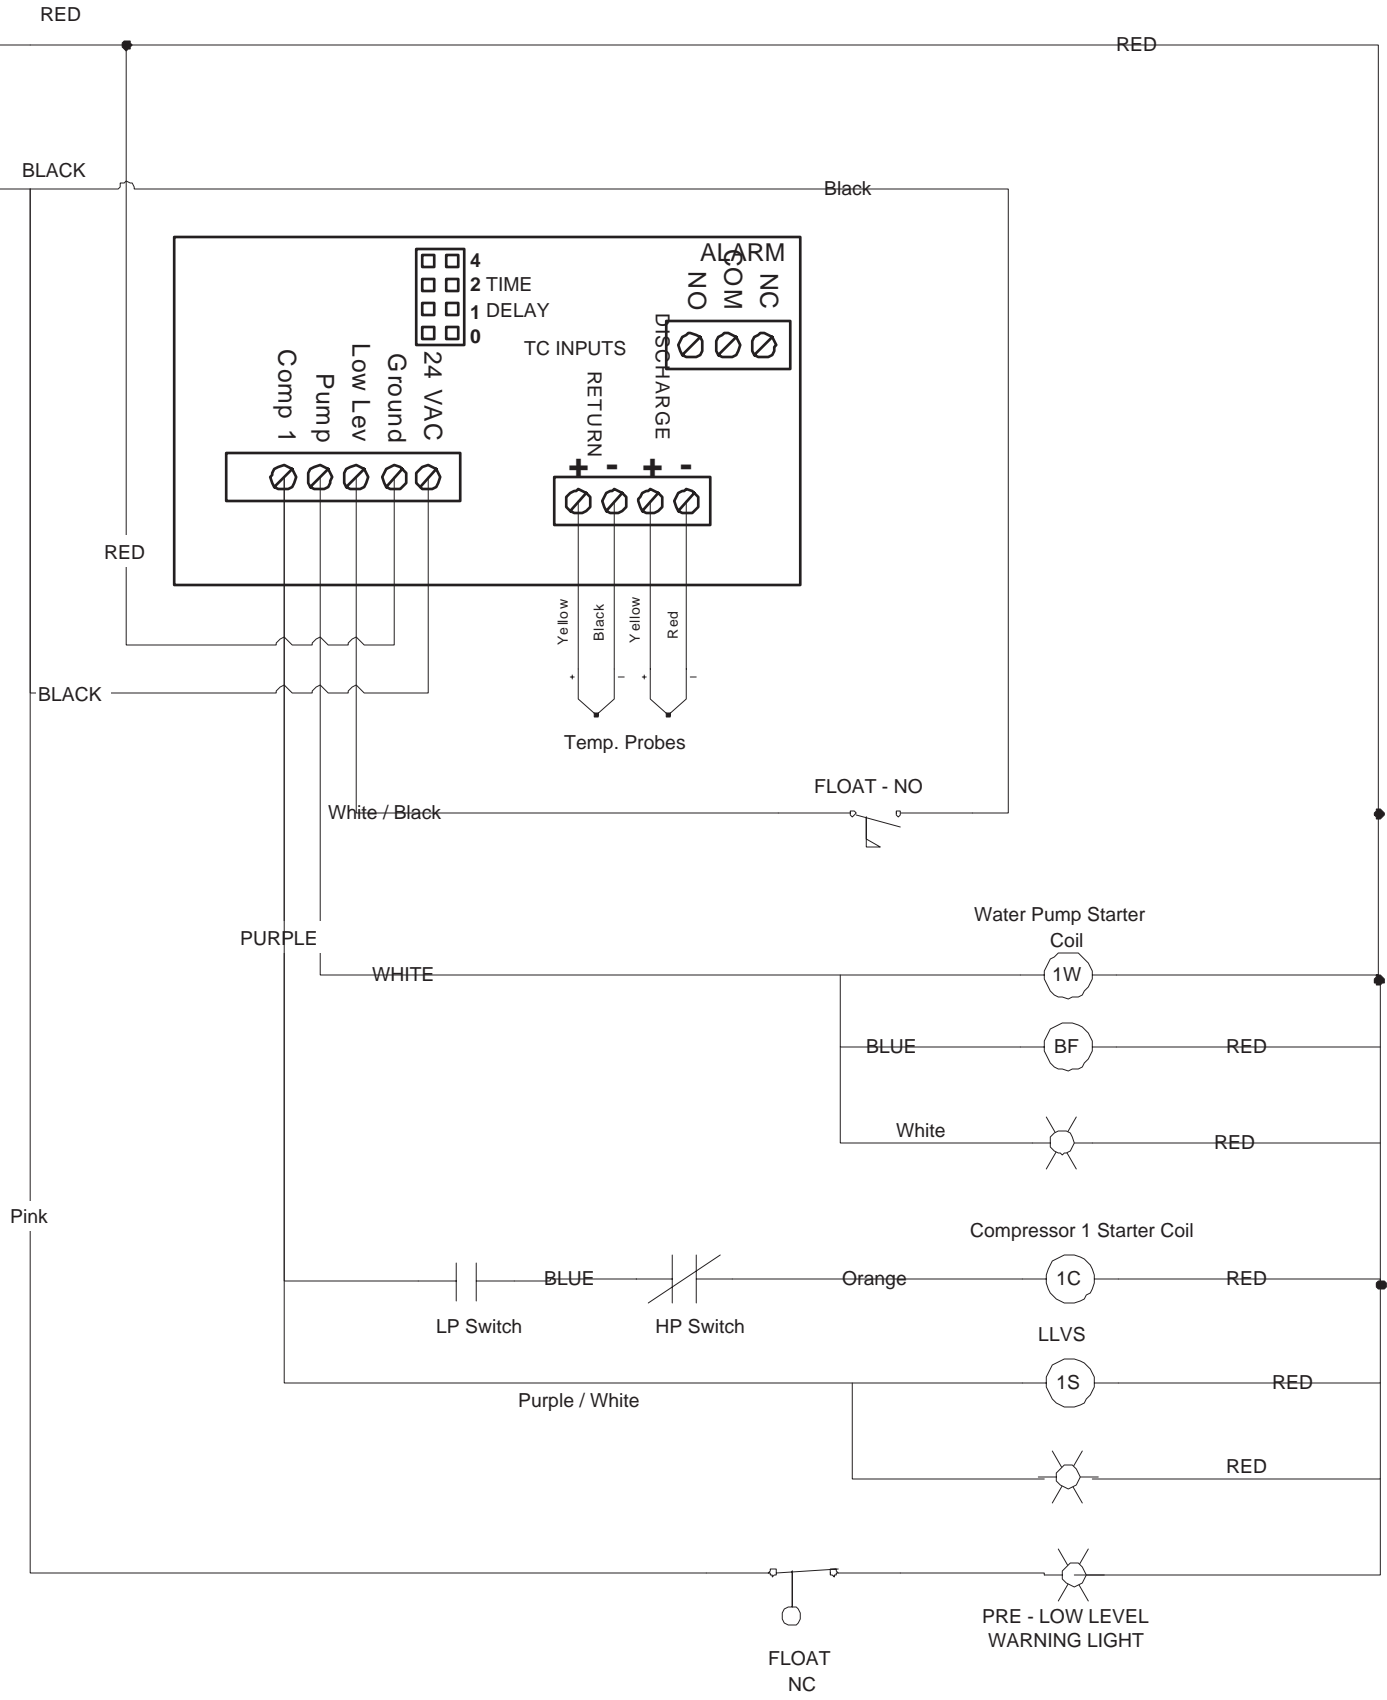 RED
RED
BLACK
Black
ALARM
NO
COM
NC
4
2 TIME
1 DELAY
0
TC INPUTS
Comp 1
Pump
Low Lev
Ground
24 VAC
RETURN
DISCHARGE
+ - + -
RED
Yellow
Black
Yellow
Red
+ - + -
BLACK
Temp. Probes
FLOAT - NO
White / Black
Water Pump Starter
Coil
PURPLE
WHITE
1W
BLUE
BF
RED
White
RED
Pink
Compressor 1 Starter Coil
BLUE
Orange
1C
RED
LP Switch
HP Switch
LLVS
1S
RED
Purple / White
RED
PRE - LOW LEVEL
WARNING LIGHT
FLOAT
NC